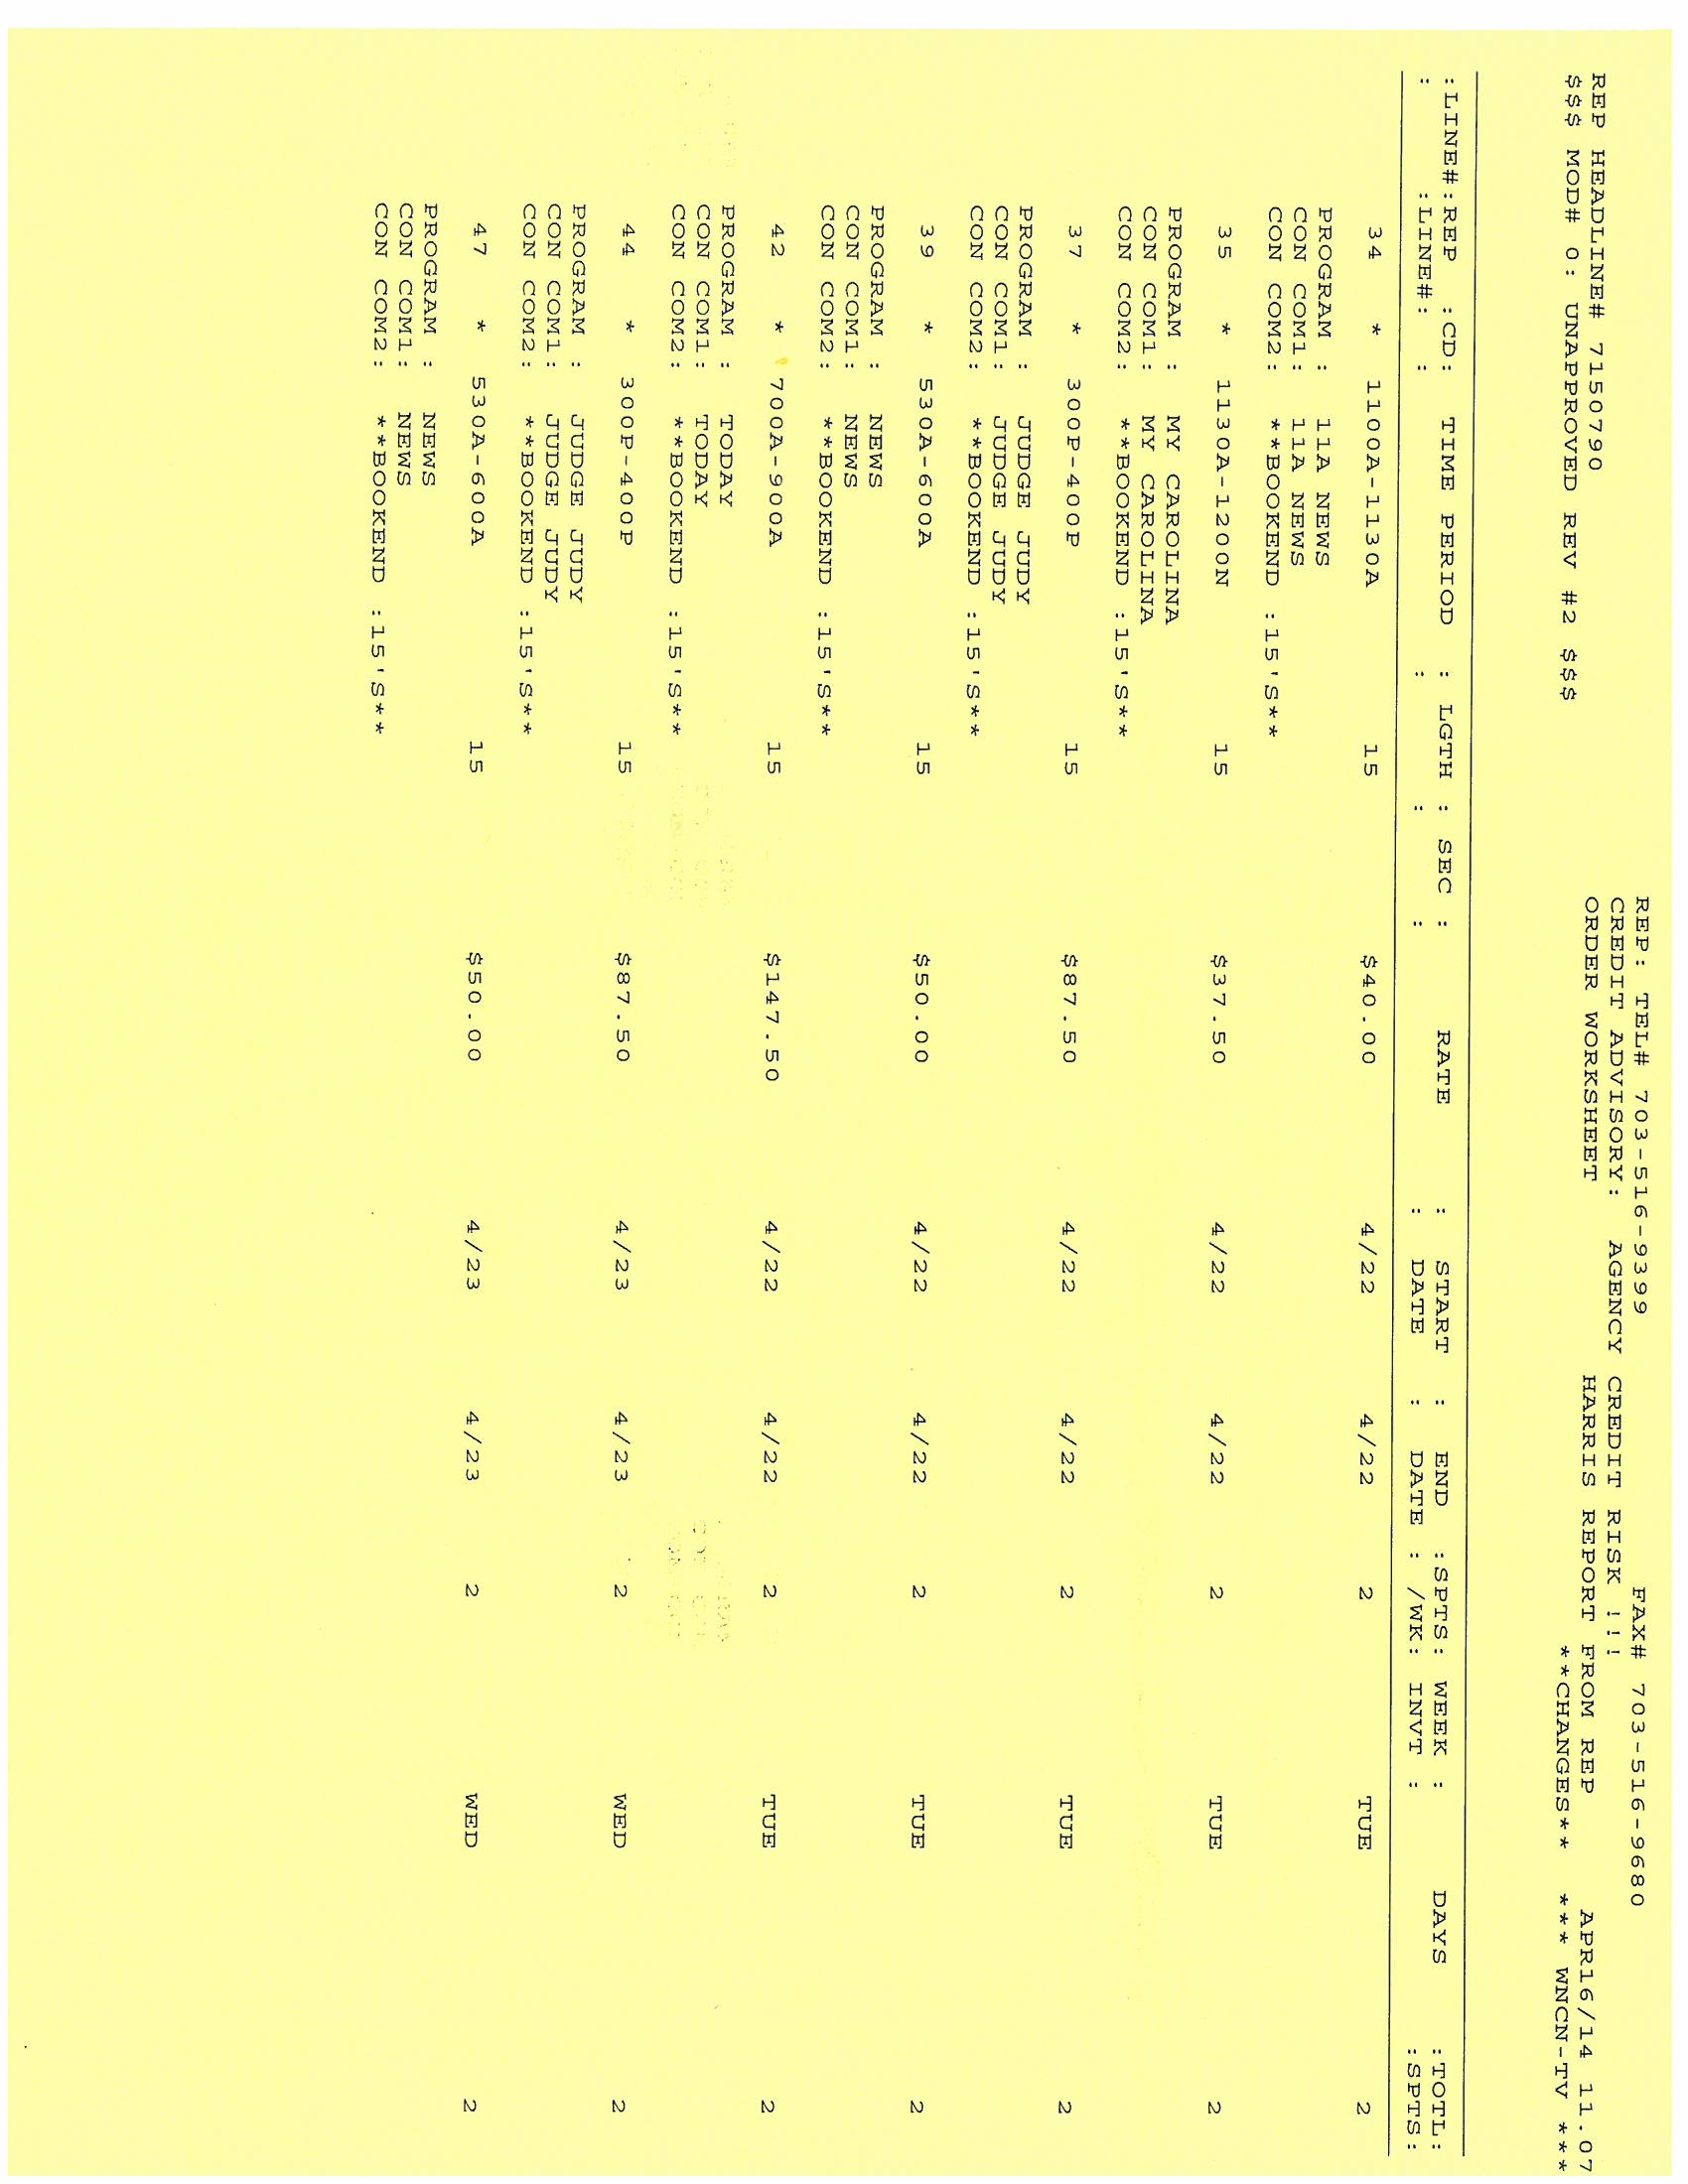 REP: TEL# 703-516-9399 FAX# 703-516-9680
CREDIT ADVISORY: AGENCY CREDIT RISK !!!
ORDER WORKSHEET HARRIS REPORT FROM REP APR16/14 11.07
REP HEADLINE# 7150790 **CHANGES** *** WNCN-TV ***
$$$ MOD# 0: UNAPPROVED REV #2 $$$
:LINE#:REP :CD: TIME PERIOD : LGTH : SEC : RATE : START : END :SPTS: WEEK : DAYS :TOTL:
: :LINE#: : : : : DATE : DATE : /WK: INVT : :SPTS:
34 * 1100A-1130A 15 $40.00 4/22 4/22 2 TUE 2
PROGRAM : 11A NEWS
CON COM1: 11A NEWS
CON COM2: **BOOKEND :15'S**
35 * 1130A-1200N 15 $37.50 4/22 4/22 2 TUE 2
PROGRAM : MY CAROLINA
CON COM1: MY CAROLINA
CON COM2: **BOOKEND :15'S**
37 * 300P-400P 15 $87.50 4/22 4/22 2 TUE 2
PROGRAM : JUDGE JUDY
CON COM1: JUDGE JUDY
CON COM2: **BOOKEND :15'S**
39 * 530A-600A 15 $50.00 4/22 4/22 2 TUE 2
PROGRAM : NEWS
CON COM1: NEWS
CON COM2: **BOOKEND :15'S**
42 * 700A-900A 15 $147.50 4/22 4/22 2 TUE 2
PROGRAM : TODAY
CON COM1: TODAY
CON COM2: **BOOKEND :15'S**
44 * 300P-400P 15 $87.50 4/23 4/23 2 WED 2
PROGRAM : JUDGE JUDY
CON COM1: JUDGE JUDY
CON COM2: **BOOKEND :15'S**
47 * 530A-600A 15 $50.00 4/23 4/23 2 WED 2
PROGRAM : NEWS
CON COM1: NEWS
CON COM2: **BOOKEND :15'S**